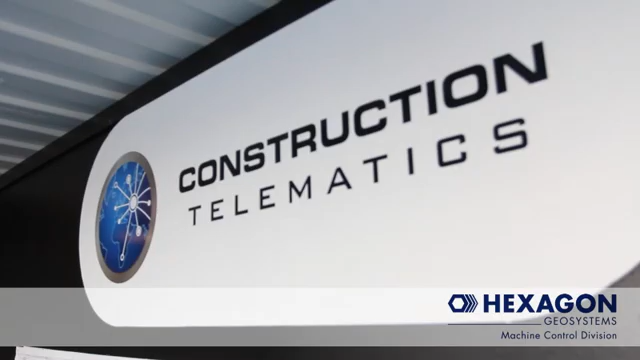 CONSTRUCTION
TELEMATICS
HEXAGON
GEOSYSTEMS
Machine Control Division